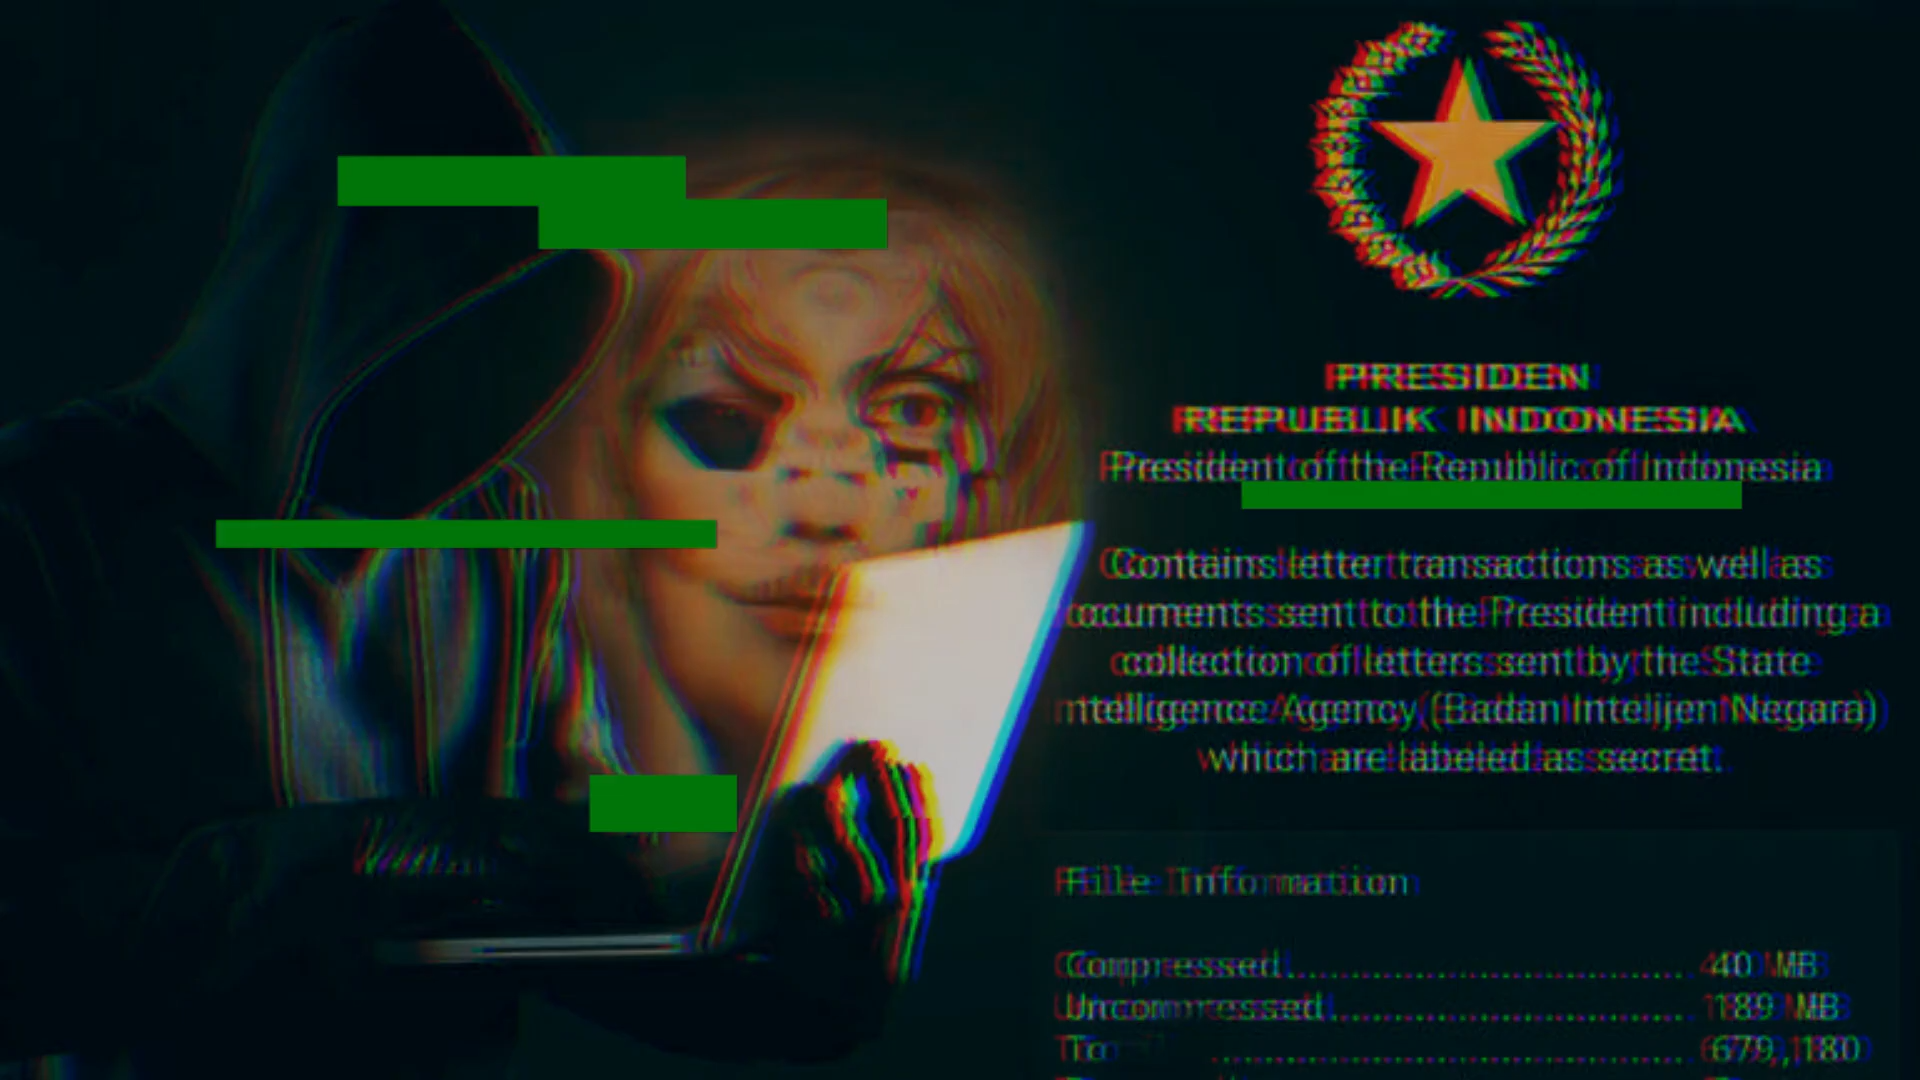 PRESIDEN
REPUBLIK INDONESIA
President of the Republic of Indonesia
Contains letter transactions as well as
ocuments sent to the President including a
collection of letters sent by the State
ntelligence Agency (Badan Intelijen Negara)
which are labeled as secret.
File Information
Compressed 40 MB
Uncompressed 189 MB
679,180